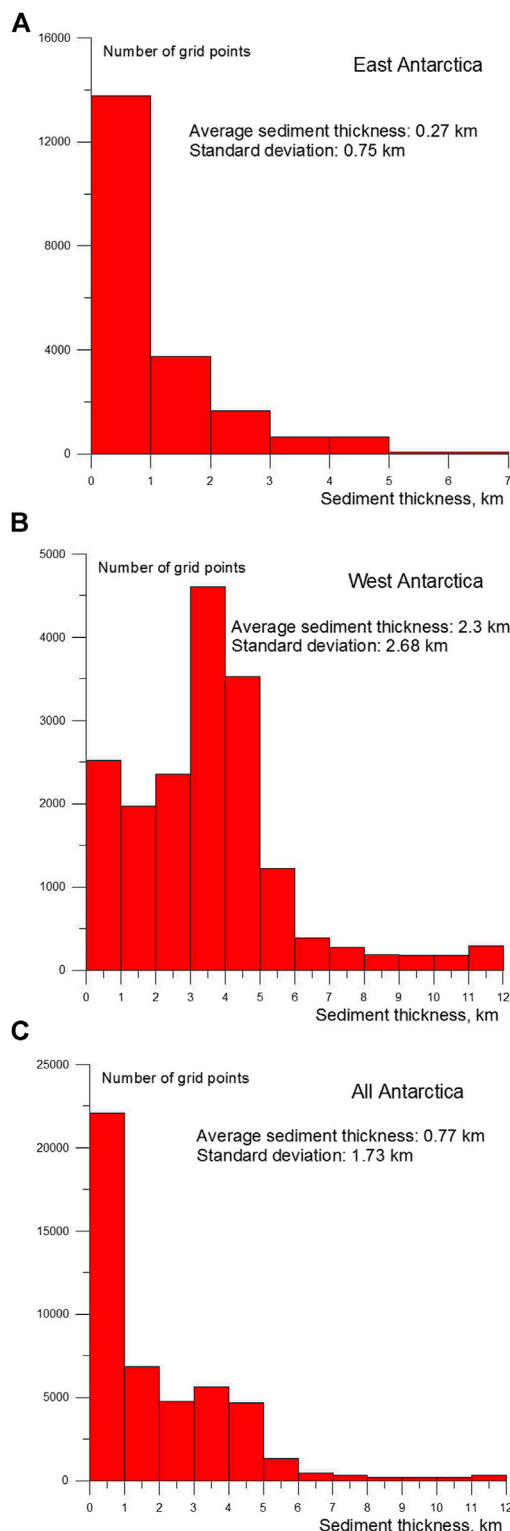 A
16000
Number of grid points
East Antarctica
Average sediment thickness: 0.27 km
Standard deviation: 0.75 km
12000
8000
4000
0
0 1 2 3 4 5 6 7
Sediment thickness, km
B
5000
Number of grid points
West Antarctica
Average sediment thickness: 2.3 km
Standard deviation: 2.68 km
4000
3000
2000
1000
0
0 1 2 3 4 5 6 7 8 9 10 11 12
Sediment thickness, km
C
25000
Number of grid points
All Antarctica
Average sediment thickness: 0.77 km
Standard deviation: 1.73 km
20000
15000
10000
5000
0
0 1 2 3 4 5 6 7 8 9 10 11 12
Sediment thickness, km